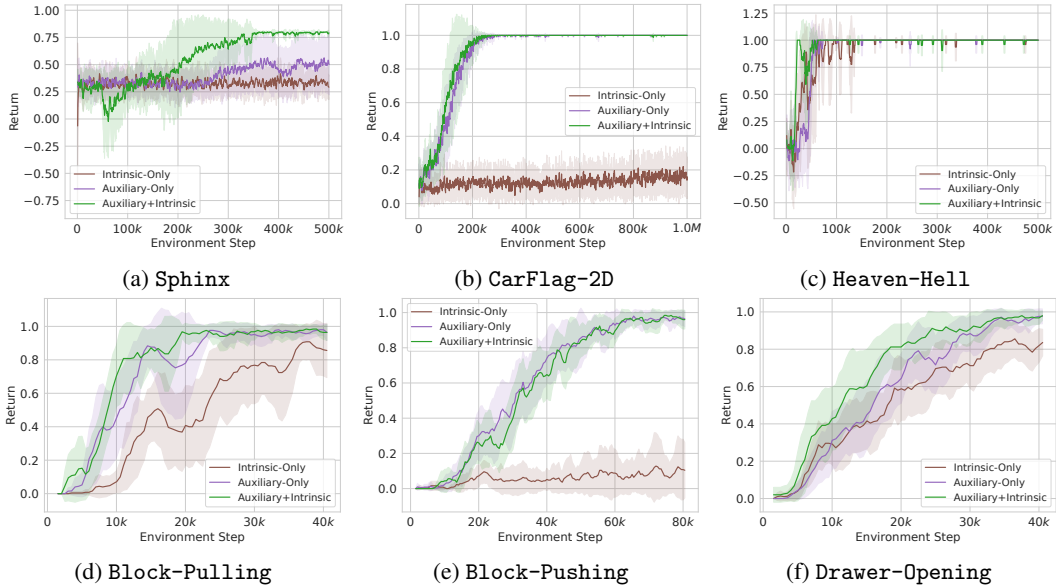 1.00
0.75
0.50
0.25
0.00
−0.25
−0.50
−0.75
Return
Intrinsic-Only
Auxiliary-Only
Auxiliary+Intrinsic
0 100k 200k 300k 400k 500k
Environment Step
(a) Sphinx
1.0
0.8
0.6
0.4
0.2
0.0
Return
Intrinsic-Only
Auxiliary-Only
Auxiliary+Intrinsic
0 200k 400k 600k 800k 1.0M
Environment Step
(b) CarFlag-2D
1.25
1.00
0.75
0.50
0.25
0.00
−0.25
−0.50
Return
Intrinsic-Only
Auxiliary-Only
Auxiliary+Intrinsic
0 100k 200k 300k 400k 500k
Environment Step
(c) Heaven-Hell
1.0
0.8
0.6
0.4
0.2
0.0
Return
Intrinsic-Only
Auxiliary-Only
Auxiliary+Intrinsic
0 10k 20k 30k 40k
Environment Step
(d) Block-Pulling
1.0
0.8
0.6
0.4
0.2
0.0
Return
Intrinsic-Only
Auxiliary-Only
Auxiliary+Intrinsic
20k 40k 60k 80k
Environment Step
(e) Block-Pushing
1.0
0.8
0.6
0.4
0.2
0.0
Return
Intrinsic-Only
Auxiliary-Only
Auxiliary+Intrinsic
0 10k 20k 30k 40k
Environment Step
(f) Drawer-Opening